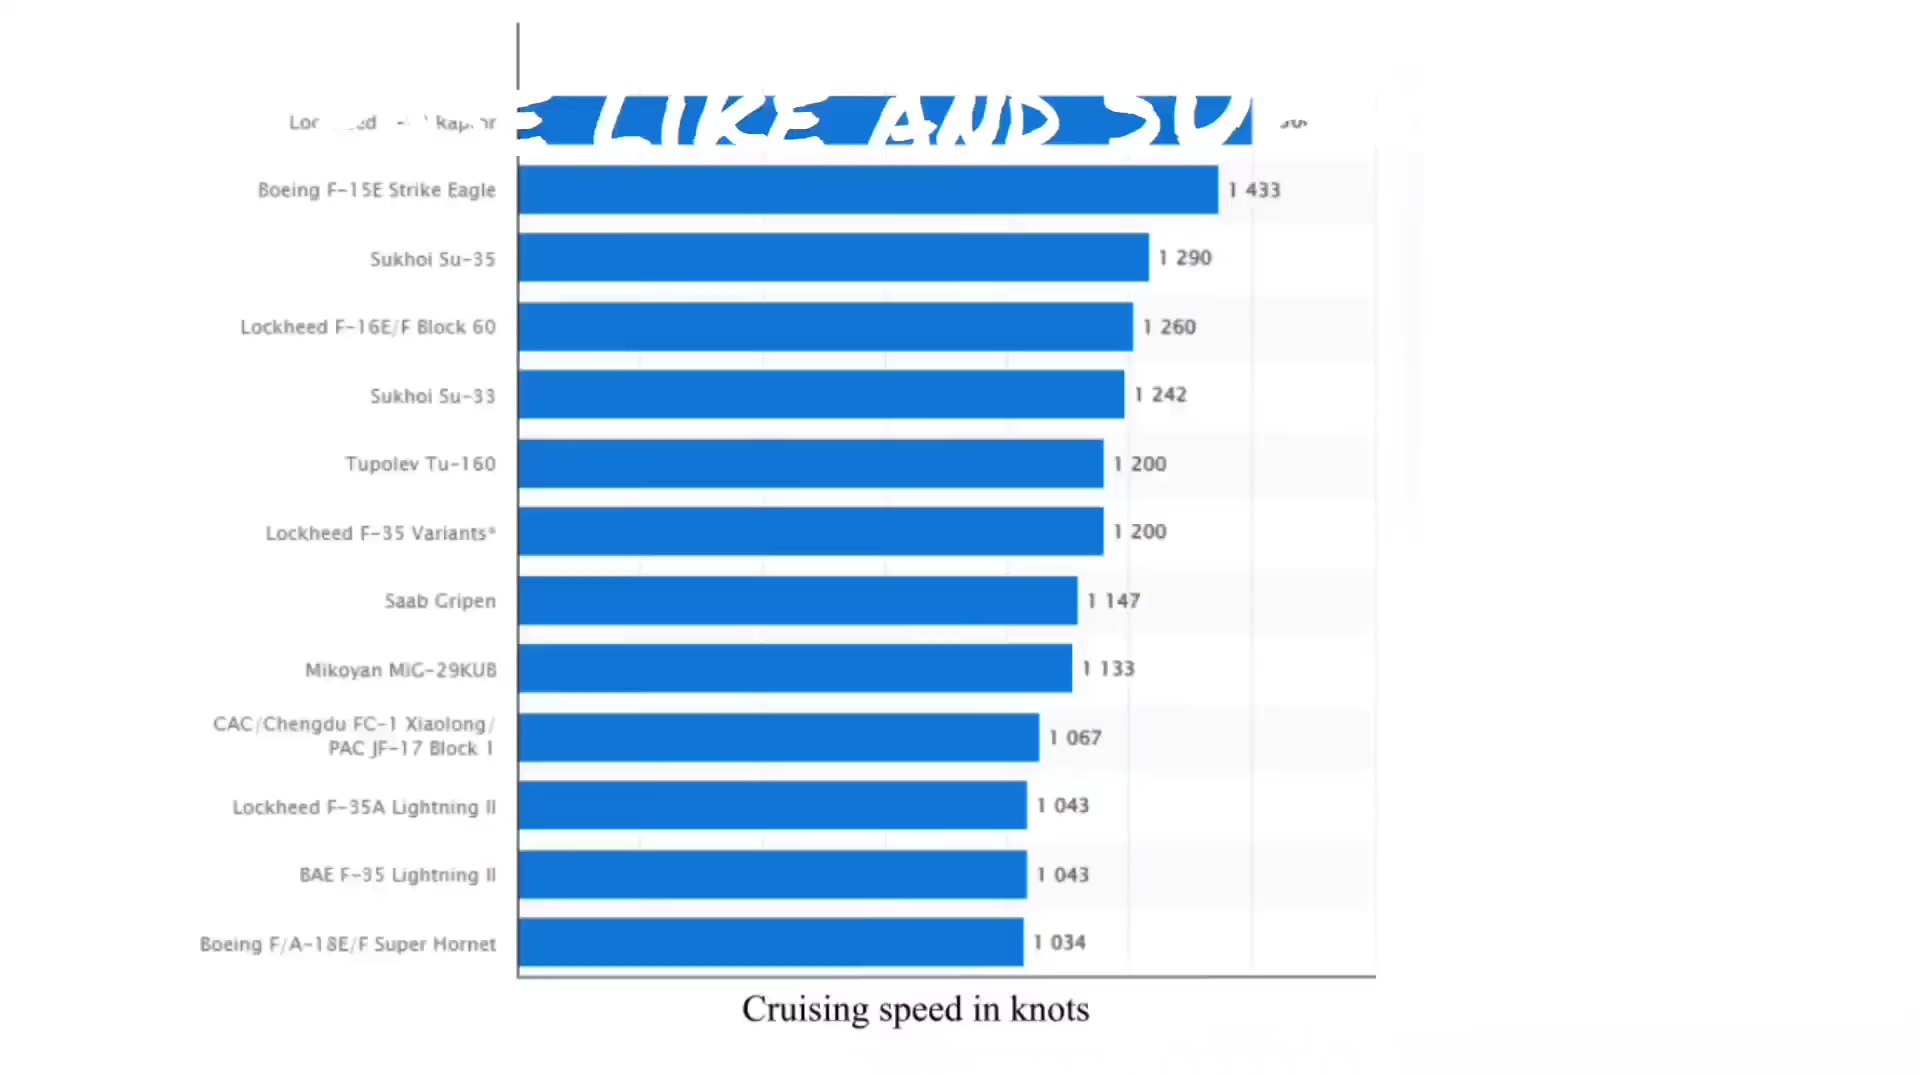 LIKE AND
Boeing F-15E Strike Eagle 1 433
Sukhoi Su-35 1 290
Lockheed F-16E/F Block 60 1 260
Sukhoi Su-33 1 242
Tupolev Tu-160 1 200
Lockheed F-35 Variants* 1 200
Saab Gripen 1 147
Mikoyan MiG-29KUB 1 133
CAC/Chengdu FC-1 Xiaolong/
PAC JF-17 Block 1 1 067
Lockheed F-35A Lightning II 1 043
BAE F-35 Lightning II 1 043
Boeing F/A-18E/F Super Hornet 1 034
Cruising speed in knots